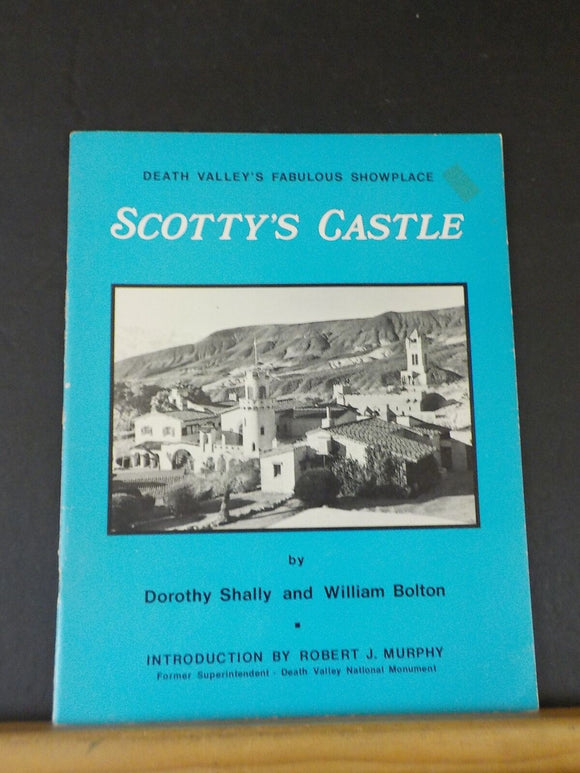 DEATH VALLEY'S FABULOUS SHOWPLACE
SCOTTY'S CASTLE
by
Dorothy Shally and William Bolton
INTRODUCTION BY ROBERT J. MURPHY
Former Superintendent - Death Valley National Monument